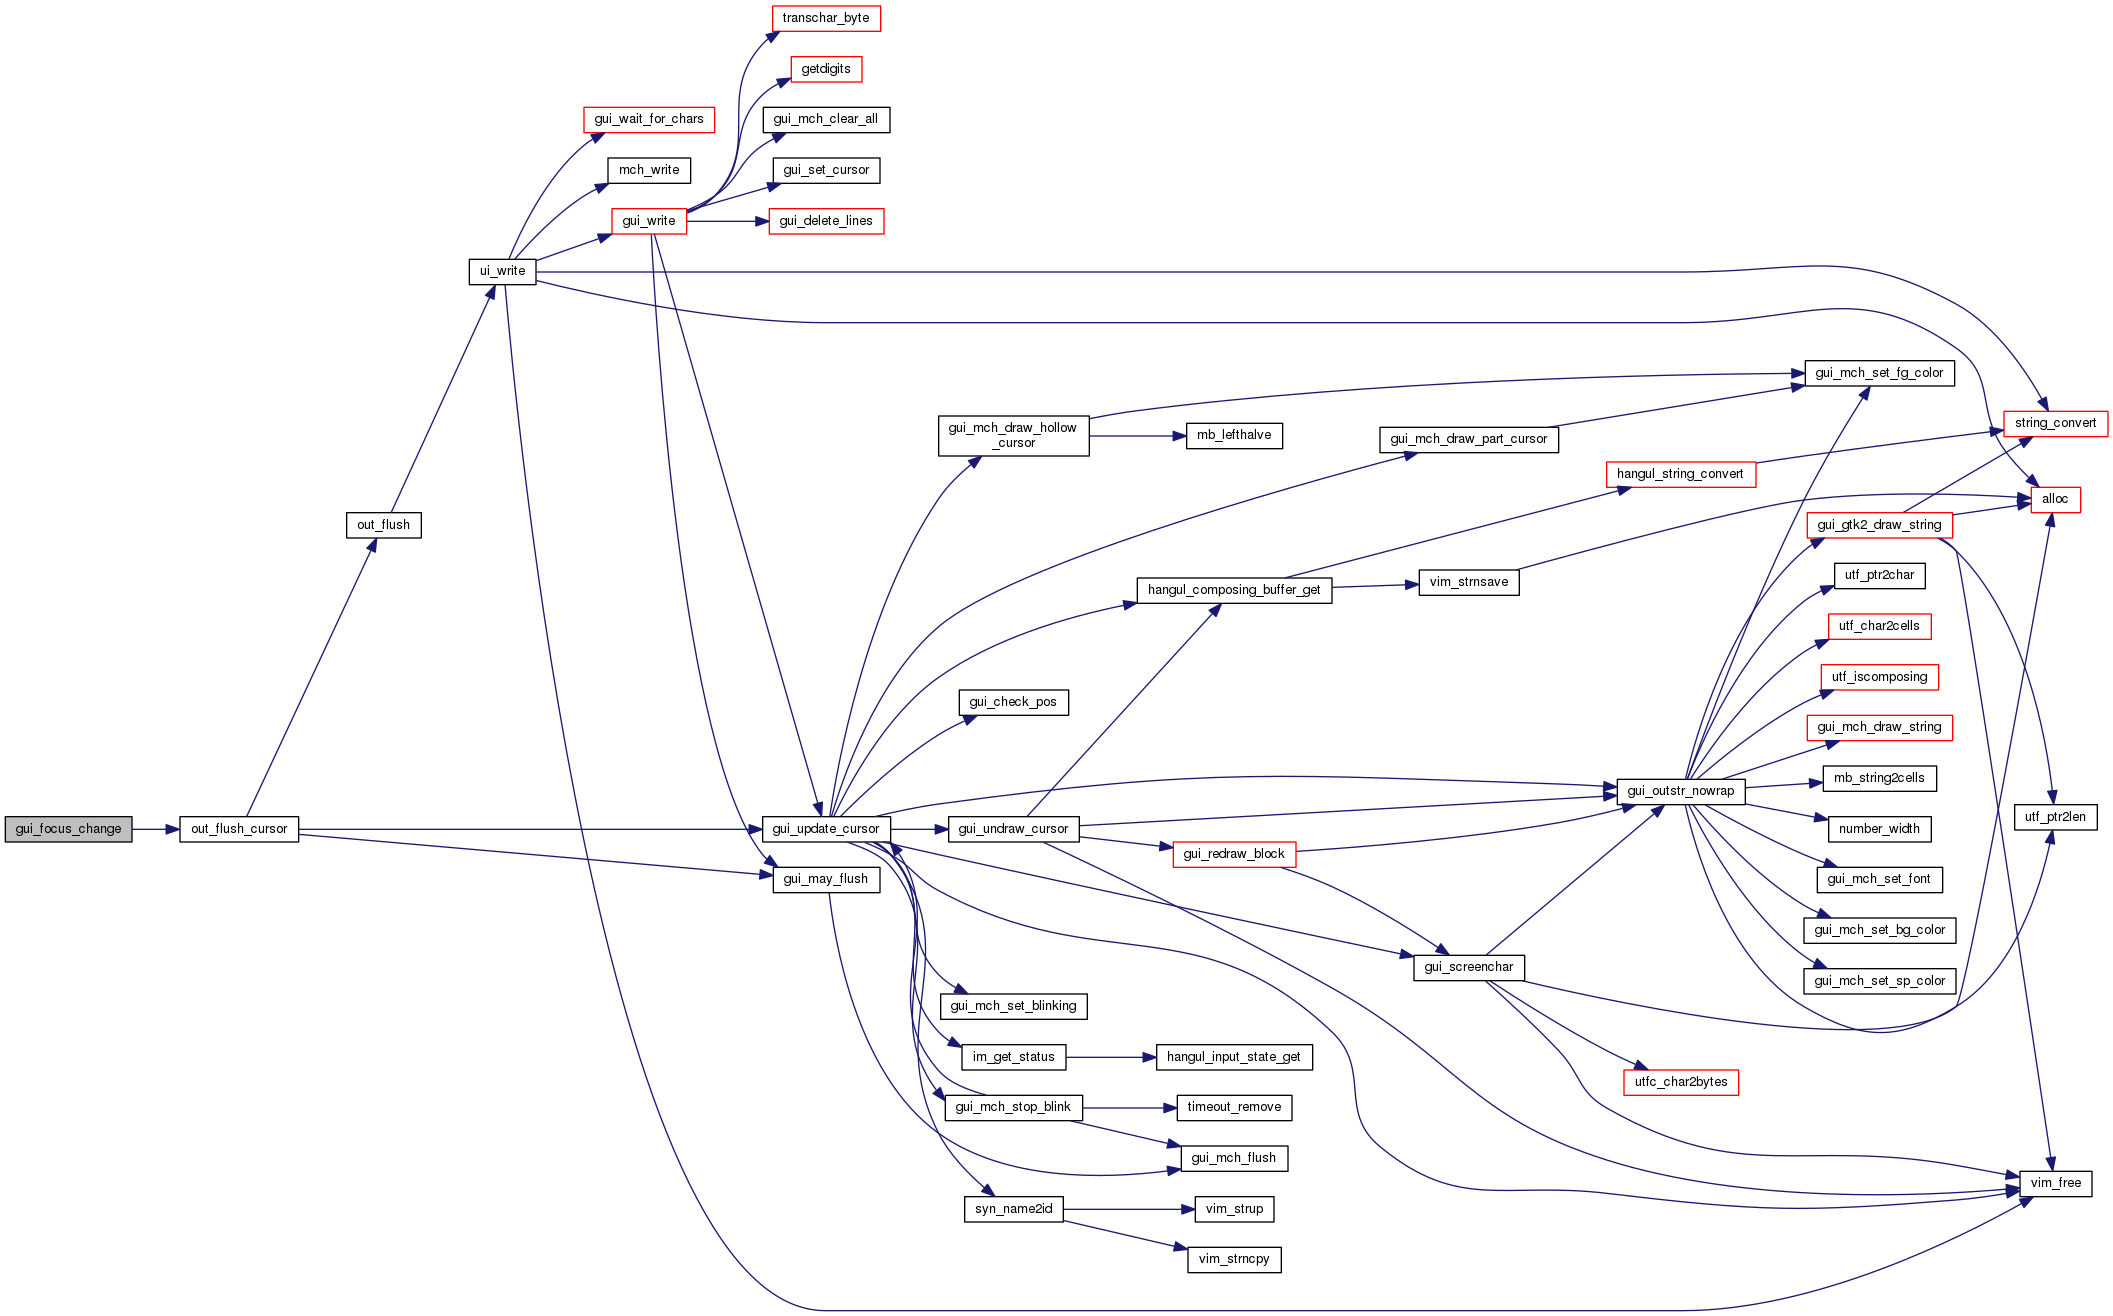 transchar_byte
getdigits
gui_wait_for_chars
gui_mch_clear_all
mch_write
gui_set_cursor
gui_write
gui_delete_lines
ui_write
gui_mch_set_fg_color
gui_mch_draw_hollow
_cursor
mb_lefthalve
gui_mch_draw_part_cursor
string_convert
hangul_string_convert
alloc
out_flush
gui_gtk2_draw_string
hangul_composing_buffer_get
vim_strnsave
utf_ptr2char
utf_char2cells
utf_iscomposing
gui_check_pos
gui_mch_draw_string
gui_outstr_nowrap
mb_string2cells
utf_ptr2len
gui_focus_change
out_flush_cursor
gui_update_cursor
gui_undraw_cursor
number_width
gui_redraw_block
gui_may_flush
gui_mch_set_font
gui_mch_set_bg_color
gui_screenchar
gui_mch_set_sp_color
gui_mch_set_blinking
im_get_status
hangul_input_state_get
utfc_char2bytes
gui_mch_stop_blink
timeout_remove
gui_mch_flush
vim_free
syn_name2id
vim_strup
vim_strncpy